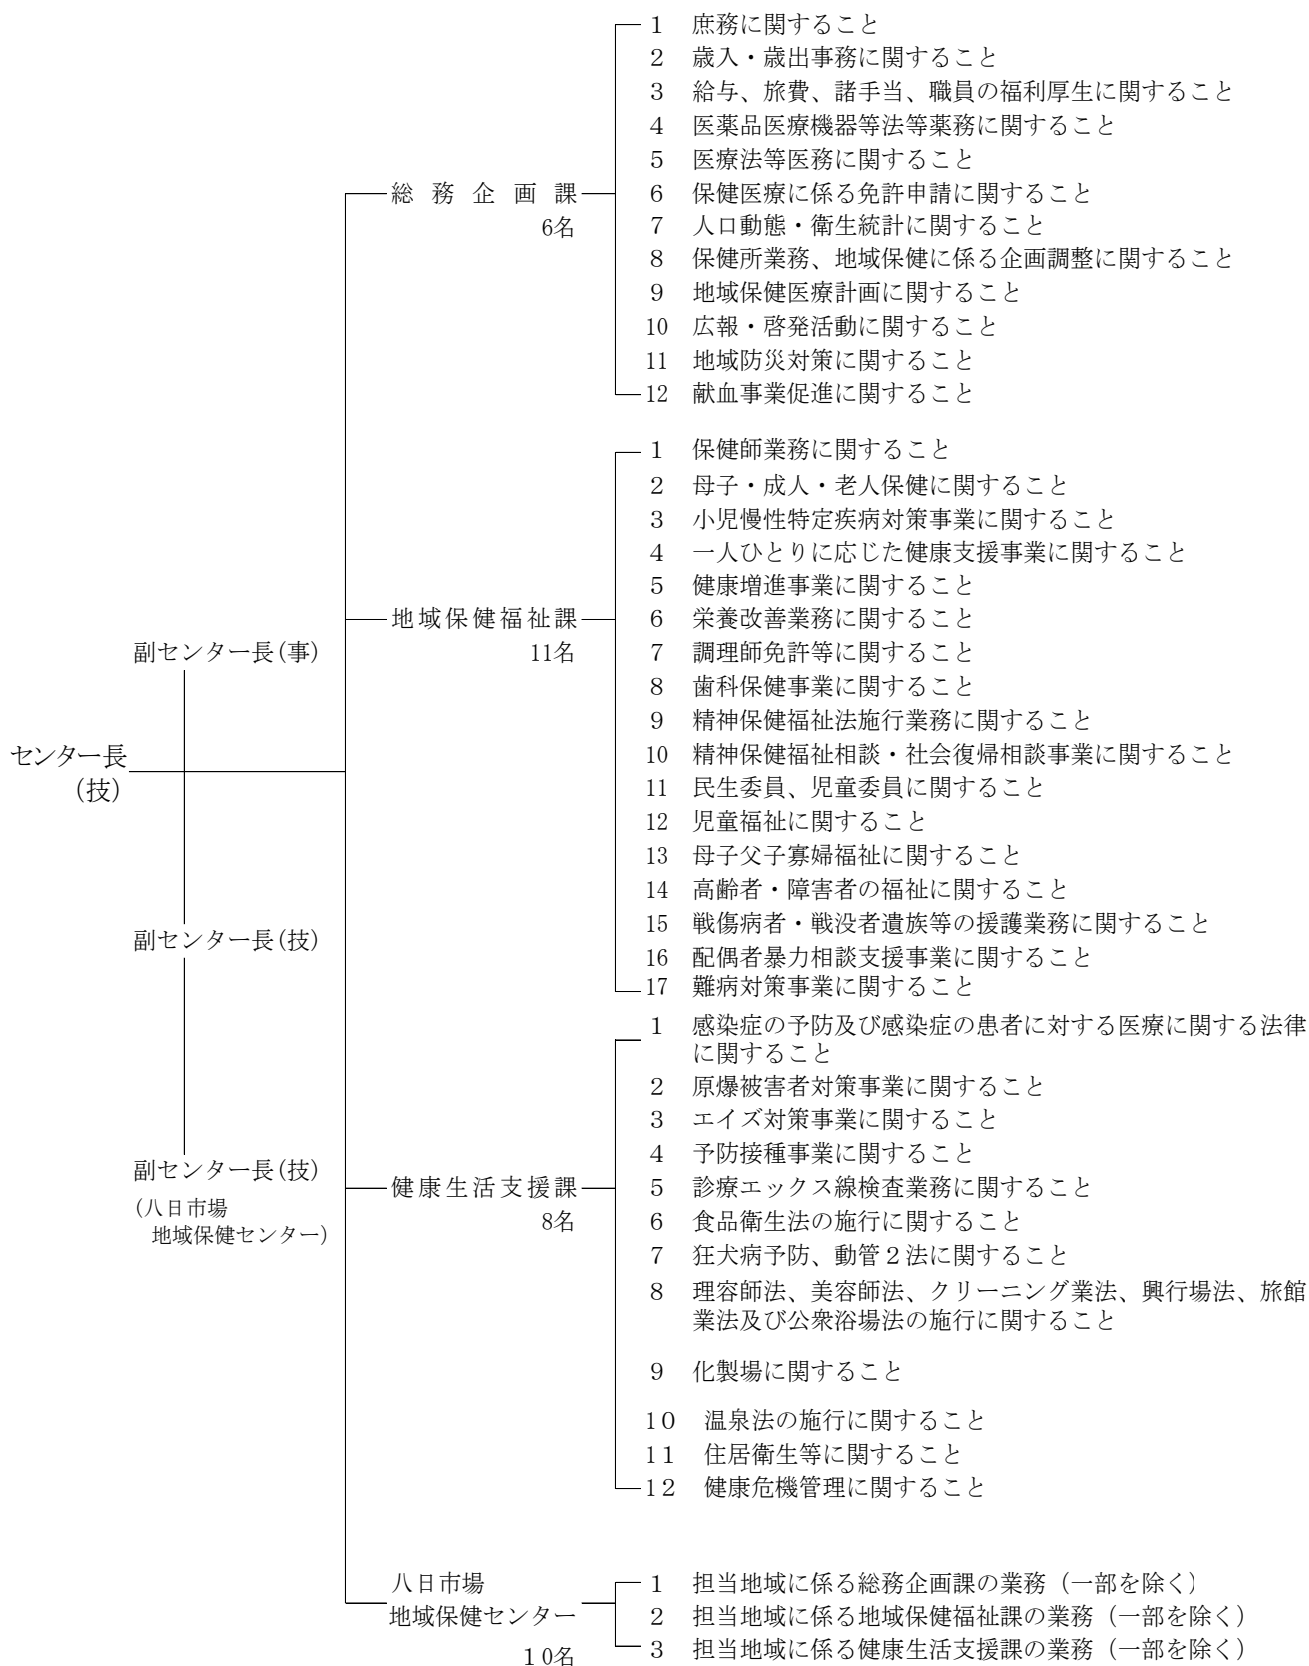 センター長
(技)
副センター長(事)
副センター長(技)
副センター長(技)
(八日市場
地域保健センター)
総務企画課
6名
1 庶務に関すること
2 歳入・歳出事務に関すること
3 給与、旅費、諸手当、職員の福利厚生に関すること
4 医薬品医療機器等法等薬務に関すること
5 医療法等医務に関すること
6 保健医療に係る免許申請に関すること
7 人口動態・衛生統計に関すること
8 保健所業務、地域保健に係る企画調整に関すること
9 地域保健医療計画に関すること
10 広報・啓発活動に関すること
11 地域防災対策に関すること
12 献血事業促進に関すること
地域保健福祉課
11名
1 保健師業務に関すること
2 母子・成人・老人保健に関すること
3 小児慢性特定疾病対策事業に関すること
4 一人ひとりに応じた健康支援事業に関すること
5 健康増進事業に関すること
6 栄養改善業務に関すること
7 調理師免許等に関すること
8 歯科保健事業に関すること
9 精神保健福祉法施行業務に関すること
10 精神保健福祉相談・社会復帰相談事業に関すること
11 民生委員、児童委員に関すること
12 児童福祉に関すること
13 母子父子寡婦福祉に関すること
14 高齢者・障害者の福祉に関すること
15 戦傷病者・戦没者遺族等の援護業務に関すること
16 配偶者暴力相談支援事業に関すること
17 難病対策事業に関すること
健康生活支援課
8名
1 感染症の予防及び感染症の患者に対する医療に関する法律
に関すること
2 原爆被害者対策事業に関すること
3 エイズ対策事業に関すること
4 予防接種事業に関すること
5 診療エックス線検査業務に関すること
6 食品衛生法の施行に関すること
7 狂犬病予防、動管２法に関すること
8 理容師法、美容師法、クリーニング業法、興行場法、旅館
業法及び公衆浴場法の施行に関すること
9 化製場に関すること
10 温泉法の施行に関すること
11 住居衛生等に関すること
12 健康危機管理に関すること
八日市場
地域保健センター
10名
1 担当地域に係る総務企画課の業務（一部を除く）
2 担当地域に係る地域保健福祉課の業務（一部を除く）
3 担当地域に係る健康生活支援課の業務（一部を除く）